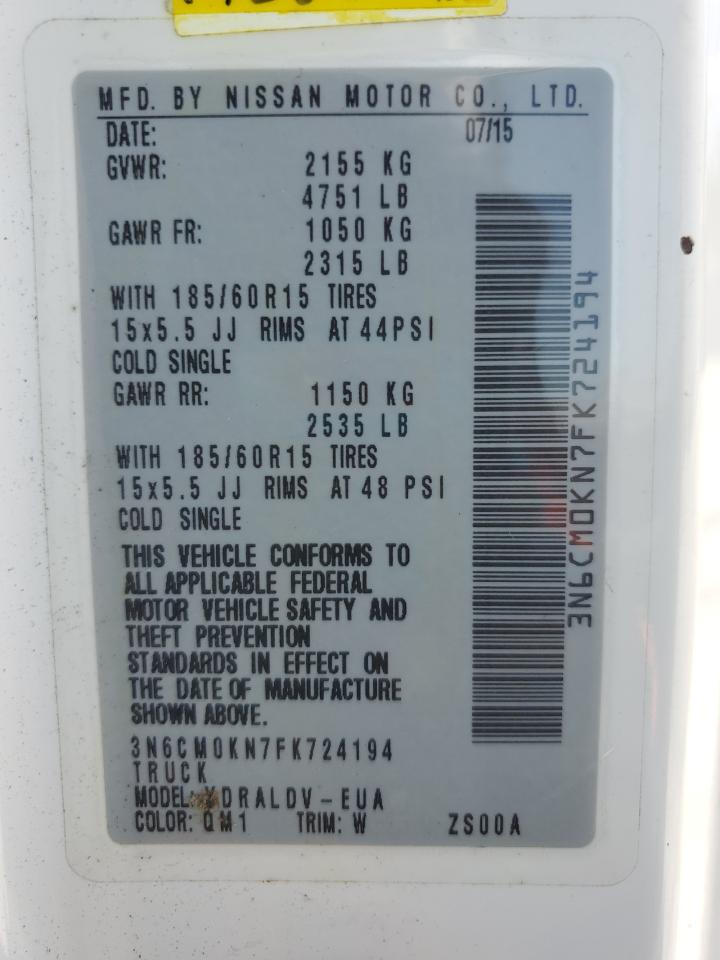 MFD. BY NISSAN MOTOR CO., LTD.
DATE: 07/15
GVWR: 2155 KG
4751 LB
GAWR FR: 1050 KG
2315 LB
WITH 185/60R15 TIRES
15x5.5 JJ RIMS AT 44PSI
COLD SINGLE
GAWR RR: 1150 KG
2535 LB
WITH 185/60R15 TIRES
15x5.5 JJ RIMS AT 48 PSI
COLD SINGLE
THIS VEHICLE CONFORMS TO
ALL APPLICABLE FEDERAL
MOTOR VEHICLE SAFETY AND
THEFT PREVENTION
STANDARDS IN EFFECT ON
THE DATE OF MANUFACTURE
SHOWN ABOVE.
3N6CM0KN7FK724194
TRUCK
MODEL: YDRALDV-EUA
COLOR: QM1 TRIM: W ZS00A
3N6CM0KN7FK724194